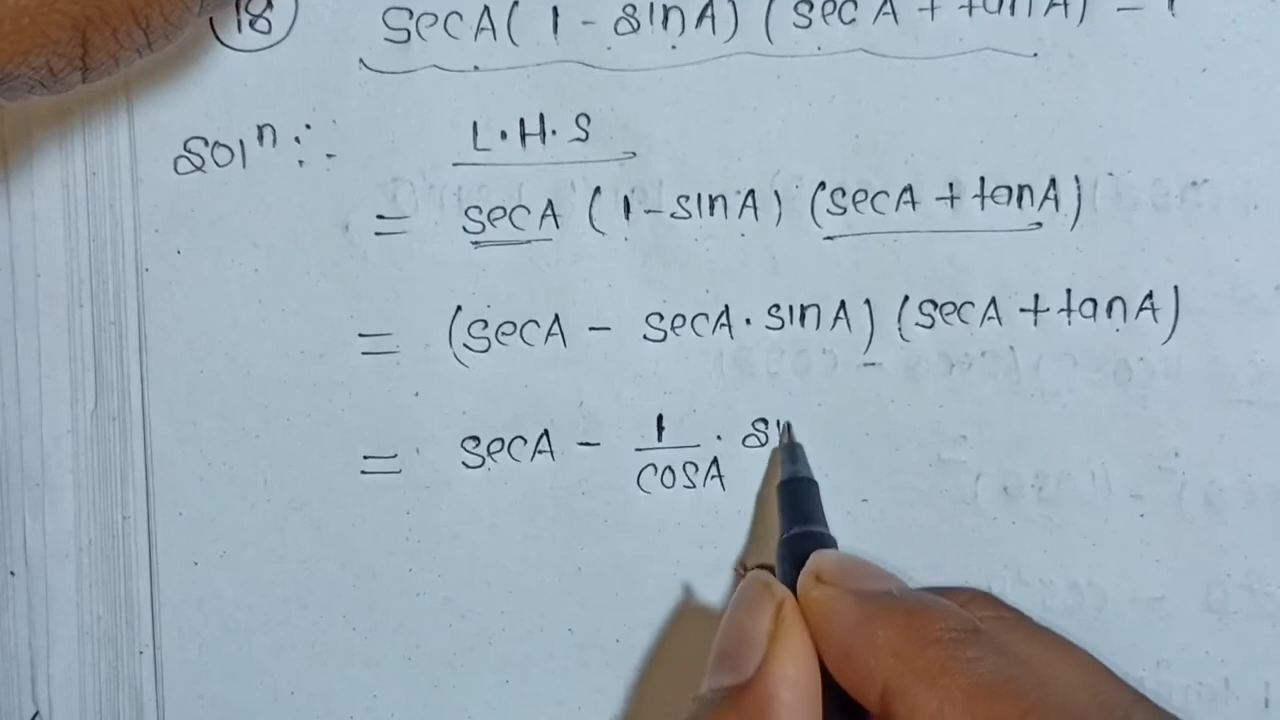 18 secA(1 - sinA)(secA + tanA) = 1
Solⁿ :- L.H.S
= secA (1 - sinA) (secA + tanA)
= (secA - secA · sinA) (secA + tanA)
= secA - 1/cosA ·